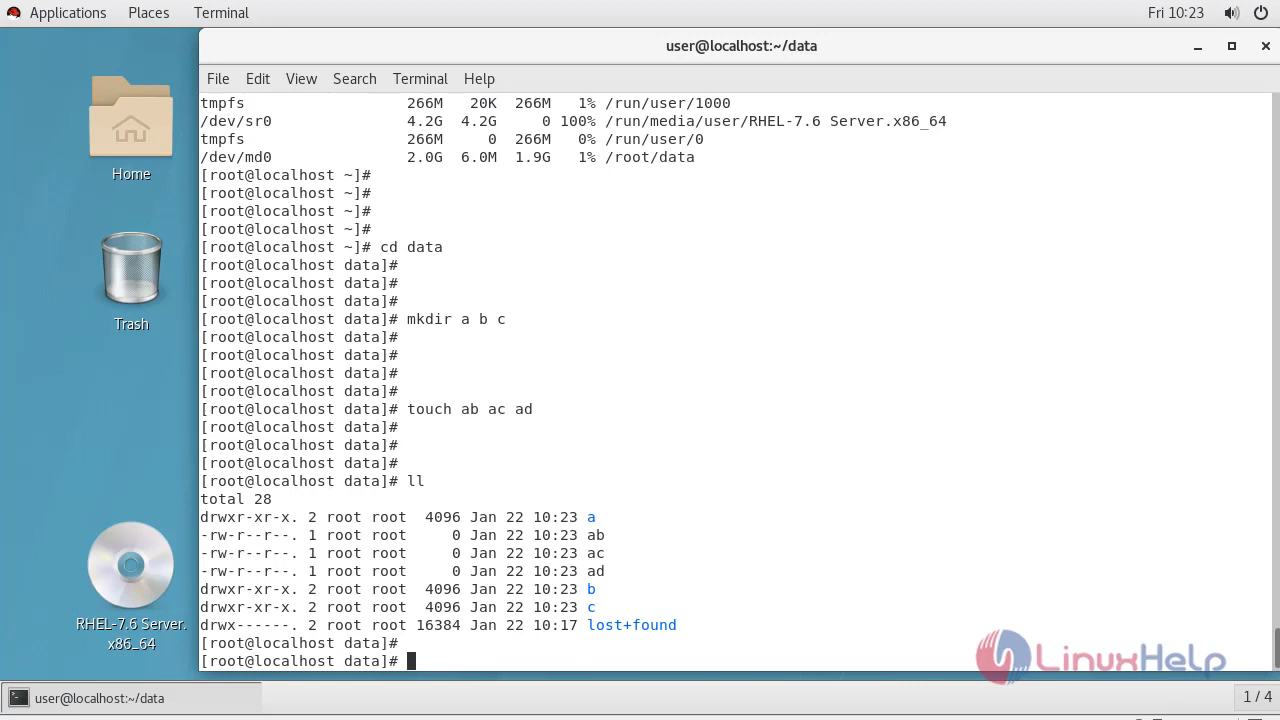 Applications Places Terminal Fri 10:23
user@localhost:~/data
File Edit View Search Terminal Help
tmpfs                  266M   20K  266M   1% /run/user/1000
/dev/sr0               4.2G  4.2G     0 100% /run/media/user/RHEL-7.6 Server.x86_64
tmpfs                  266M     0  266M   0% /run/user/0
/dev/md0               2.0G  6.0M  1.9G   1% /root/data
[root@localhost ~]#
[root@localhost ~]#
[root@localhost ~]#
[root@localhost ~]#
[root@localhost ~]# cd data
[root@localhost data]#
[root@localhost data]#
[root@localhost data]#
[root@localhost data]# mkdir a b c
[root@localhost data]#
[root@localhost data]#
[root@localhost data]#
[root@localhost data]#
[root@localhost data]# touch ab ac ad
[root@localhost data]#
[root@localhost data]#
[root@localhost data]#
[root@localhost data]# ll
total 28
drwxr-xr-x. 2 root root  4096 Jan 22 10:23 a
-rw-r--r--. 1 root root     0 Jan 22 10:23 ab
-rw-r--r--. 1 root root     0 Jan 22 10:23 ac
-rw-r--r--. 1 root root     0 Jan 22 10:23 ad
drwxr-xr-x. 2 root root  4096 Jan 22 10:23 b
drwxr-xr-x. 2 root root  4096 Jan 22 10:23 c
drwx------. 2 root root 16384 Jan 22 10:17 lost+found
[root@localhost data]#
[root@localhost data]#
Home
Trash
RHEL-7.6 Server.
x86_64
LinuxHelp
user@localhost:~/data
1 / 4